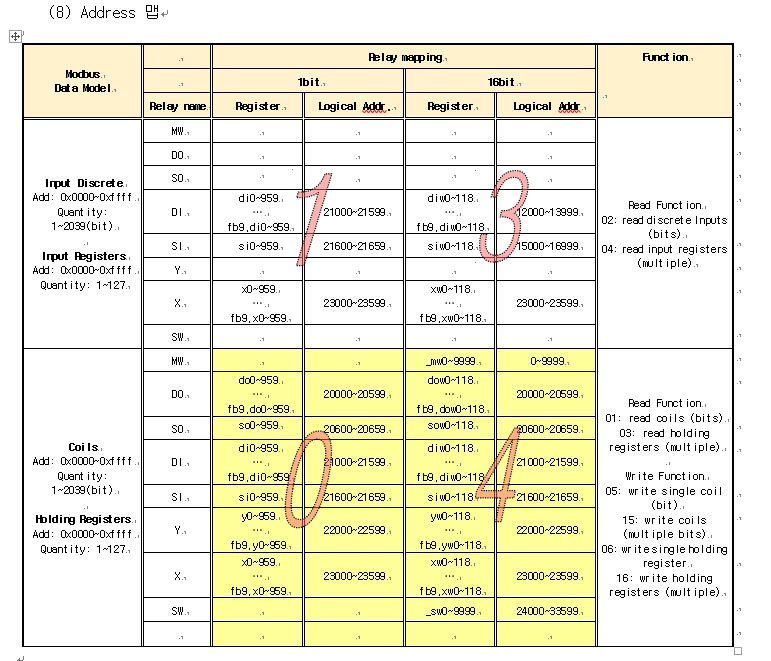 (8) Address 맵
Modbus
Data Model
Relay mapping
Function
1bit
16bit
Relay name
Register
Logical Addr.
Register
Logical Addr
Input Discrete
Add: 0x0000~0xffff
Quantity:
1~2039(bit)
Input Registers
Add: 0x0000~0xffff
Quantity: 1~127
MW
DO
SO
DI
di0~959
...
fb9,di0~959
21000~21599
diw0~118
...
fb9,diw0~118
12000~13999
SI
si0~959
21600~21659
siw0~118
15000~16999
Y
X
x0~959
...
fb9,x0~959
23000~23599
xw0~118
...
fb9,xw0~118
23000~23599
SW
1
3
Read Function
02: read discrete Inputs
(bits)
04: read input registers
(multiple)
Coils
Add: 0x0000~0xffff
Quantity:
1~2039(bit)
Holding Registers
Add: 0x0000~0xffff
Quantity: 1~127
MW
_mw0~9999
0~9999
DO
do0~959
...
fb9,do0~959
20000~20599
dow0~118
...
fb9,dow0~118
20000~20599
SO
so0~959
20600~20659
sow0~118
20600~20659
DI
di0~959
...
fb9,di0~959
21000~21599
diw0~118
...
fb9,diw0~118
21000~21599
SI
si0~959
21600~21659
siw0~118
21600~21659
Y
y0~959
...
fb9,y0~959
22000~22599
yw0~118
...
fb9,yw0~118
22000~22599
X
x0~959
...
fb9,x0~959
23000~23599
xw0~118
...
fb9,xw0~118
23000~23599
SW
_sw0~9999
24000~33599
0
4
Read Function
01: read coils (bits)
03: read holding
registers (multiple)
Write Function
05: write single coil
(bit)
15: write coils
(multiple bits)
06: write single holding
register
16: write holding
registers (multiple)